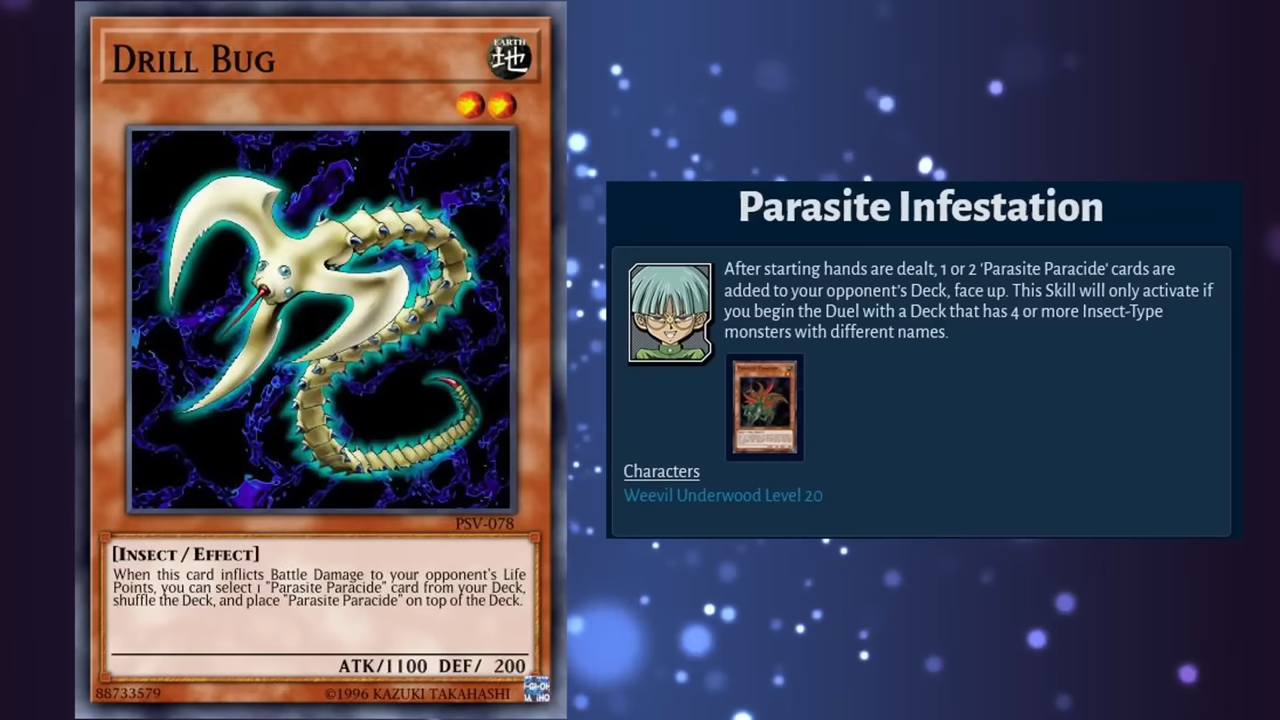 DRILL BUG
EARTH
地
PSV-078
[INSECT / EFFECT]
When this card inflicts Battle Damage to your opponent's Life
Points, you can select 1 "Parasite Paracide" card from your Deck,
shuffle the Deck, and place "Parasite Paracide" on top of the Deck.
ATK/1100 DEF/ 200
88733579
©1996 KAZUKI TAKAHASHI
Parasite Infestation
After starting hands are dealt, 1 or 2 'Parasite Paracide' cards are
added to your opponent's Deck, face up. This Skill will only activate if
you begin the Duel with a Deck that has 4 or more Insect-Type
monsters with different names.
Characters
Weevil Underwood Level 20